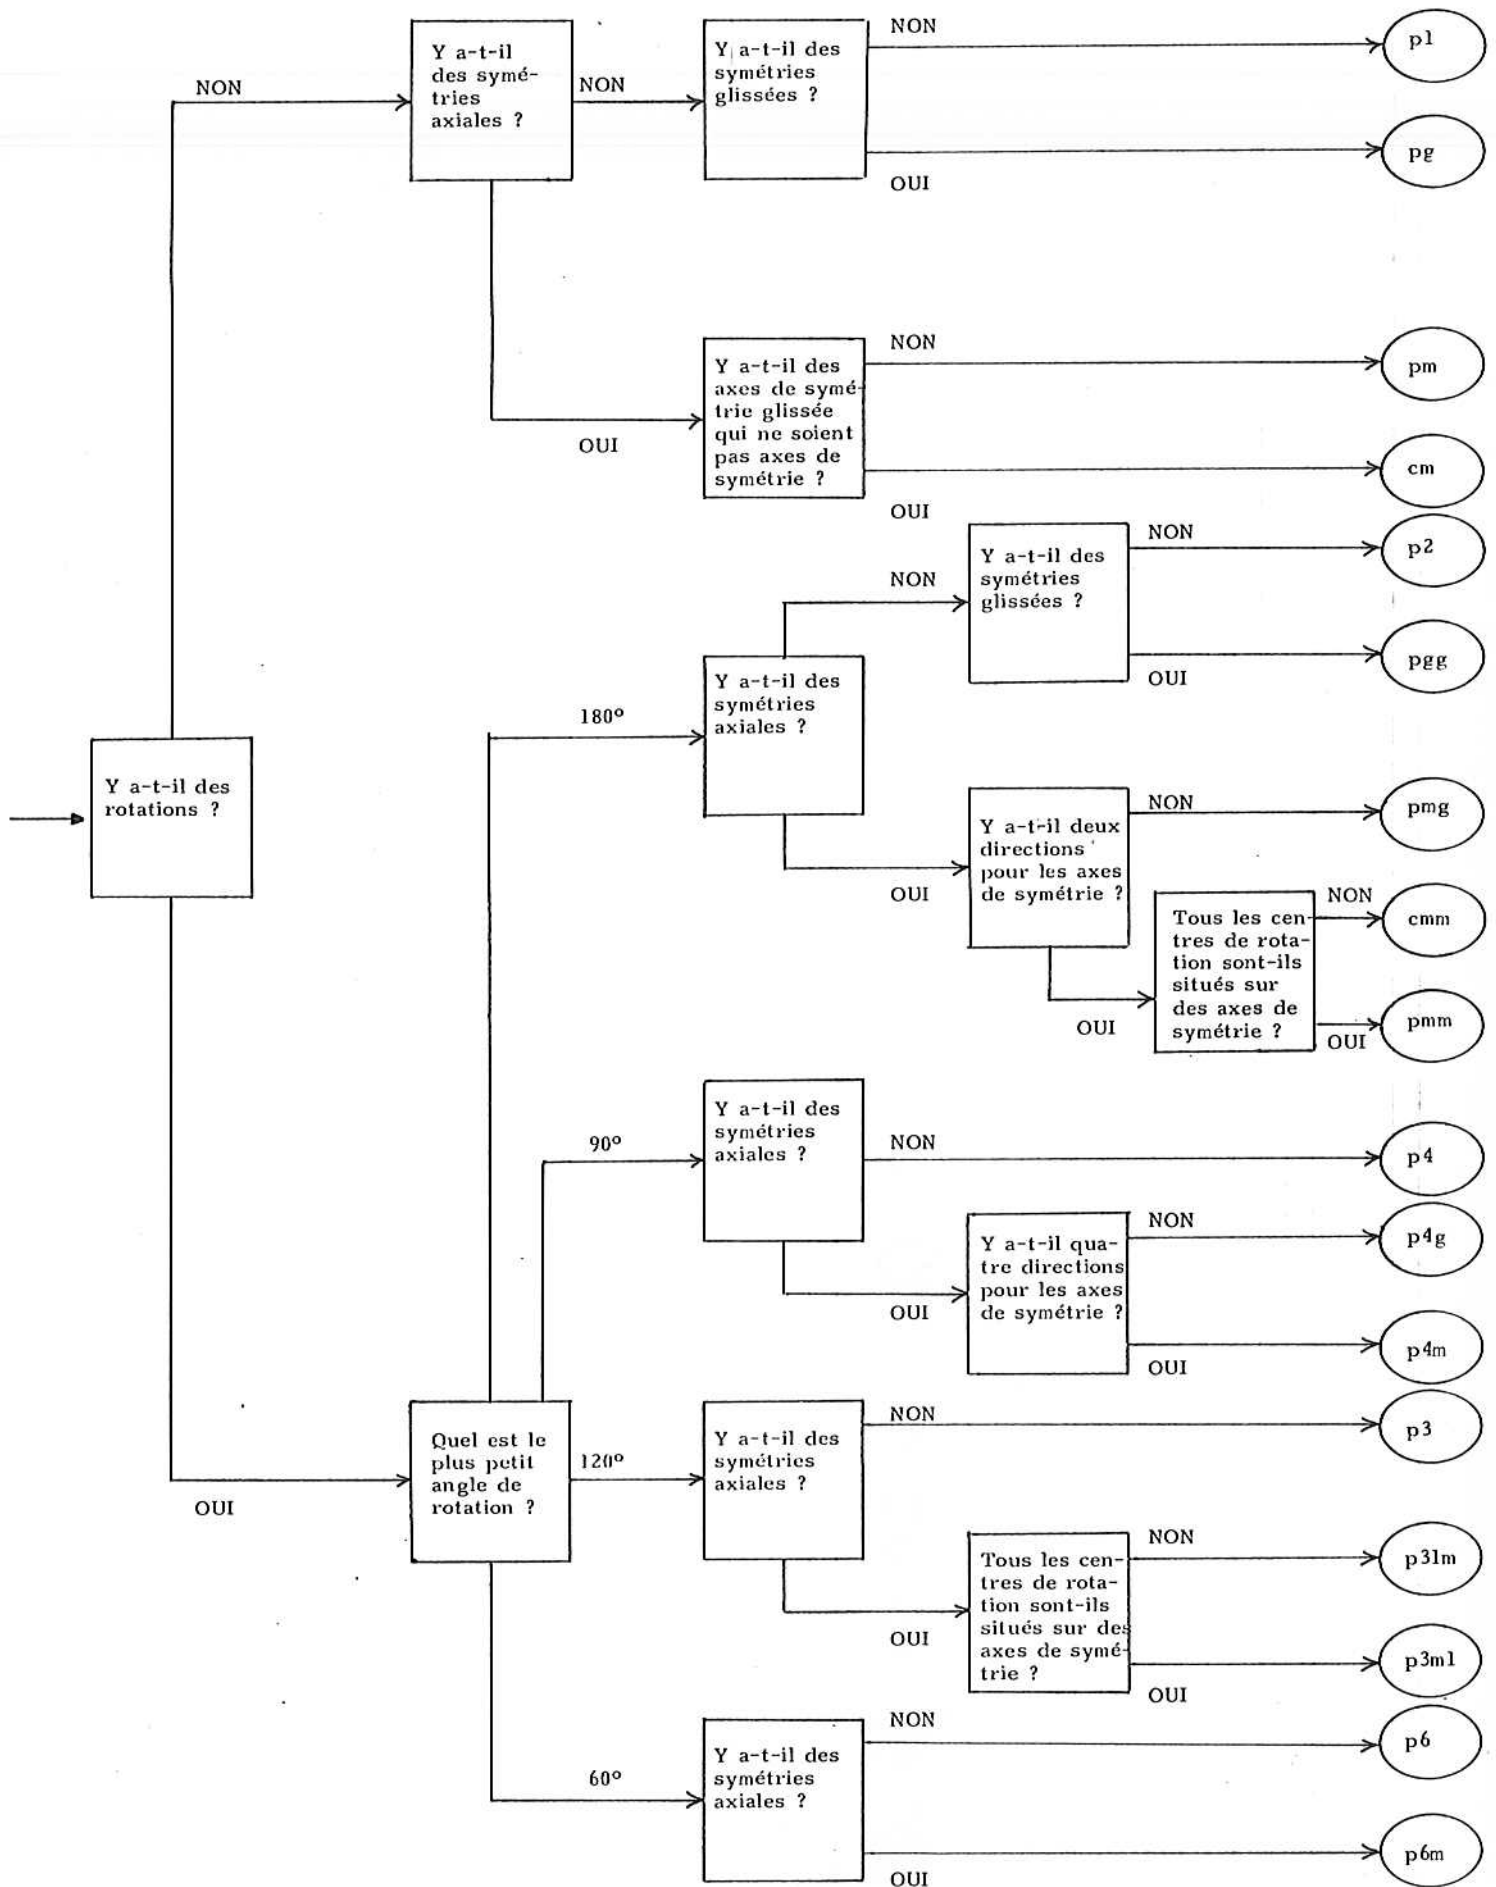 Y a-t-il
des symé-
tries
axiales ?
NON
NON
Y a-t-il des
symétries
glissées ?
NON
p1
OUI
pg
OUI
Y a-t-il des
axes de symé-
trie glissée
qui ne soient
pas axes de
symétrie ?
NON
pm
OUI
cm
Y a-t-il des
rotations ?
OUI
Quel est le
plus petit
angle de
rotation ?
180°
Y a-t-il des
symétries
axiales ?
NON
Y a-t-il des
symétries
glissées ?
NON
p2
OUI
pgg
OUI
Y a-t-il deux
directions
pour les axes
de symétrie ?
NON
pmg
OUI
Tous les cen-
tres de rota-
tion sont-ils
situés sur
des axes de
symétrie ?
NON
cmm
OUI
pmm
90°
Y a-t-il des
symétries
axiales ?
NON
p4
OUI
Y a-t-il qua-
tre directions
pour les axes
de symétrie ?
NON
p4g
OUI
p4m
120°
Y a-t-il des
symétries
axiales ?
NON
p3
OUI
Tous les cen-
tres de rota-
tion sont-ils
situés sur des
axes de symé-
trie ?
NON
p31m
OUI
p3m1
60°
Y a-t-il des
symétries
axiales ?
NON
p6
OUI
p6m